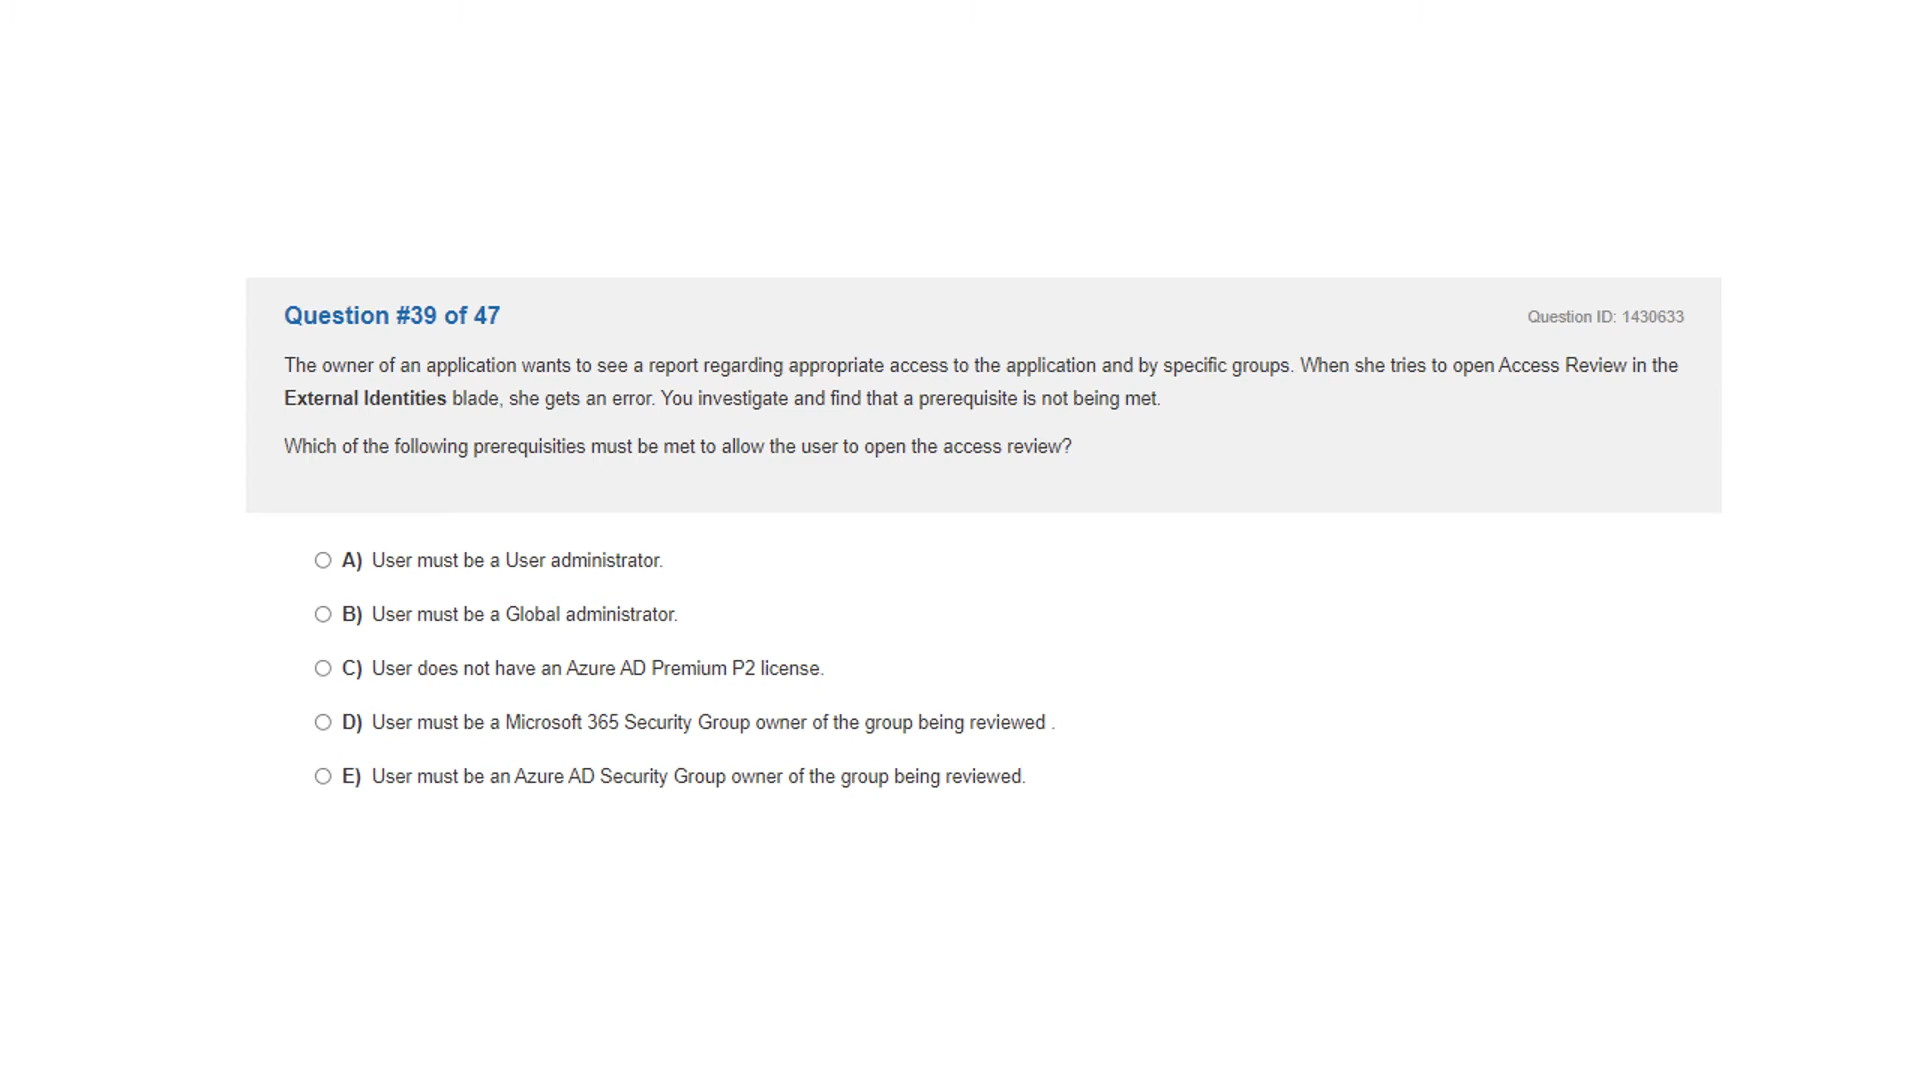 Question #39 of 47
Question ID: 1430633
The owner of an application wants to see a report regarding appropriate access to the application and by specific groups. When she tries to open Access Review in the
External Identities blade, she gets an error. You investigate and find that a prerequisite is not being met.
Which of the following prerequisities must be met to allow the user to open the access review?
A) User must be a User administrator.
B) User must be a Global administrator.
C) User does not have an Azure AD Premium P2 license.
D) User must be a Microsoft 365 Security Group owner of the group being reviewed .
E) User must be an Azure AD Security Group owner of the group being reviewed.